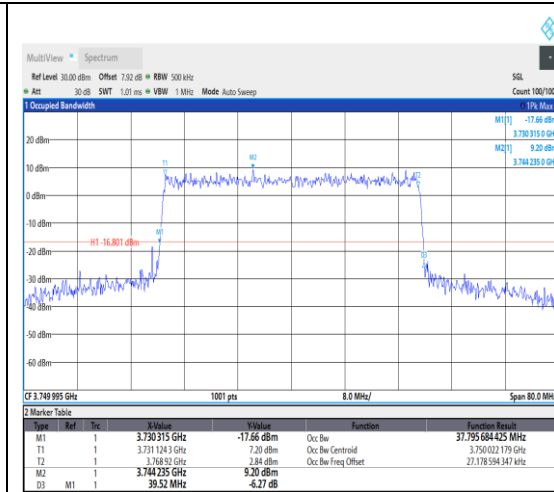 MultiView Spectrum
Ref Level 30.00 dBm Offset 7.92 dB RBW 500 kHz SGL
Att 30 dB SWT 1.01 ms VBW 1 MHz Mode Auto Sweep Count 100/100
1 Occupied Bandwidth 1Pk Max
M1[1] -17.66 dBm
3.730 315 0 GHz
M2[1] 9.20 dBm
3.744 235 0 GHz
20 dBm
M2
T1
10 dBm
T2
0 dBm
-10 dBm
M1
H1 -16.801 dBm
-20 dBm
D3
-30 dBm
-40 dBm
-50 dBm
-60 dBm
CF 3.749 995 GHz 1001 pts 8.0 MHz/ Span 80.0 MHz
2 Marker Table
Type Ref Trc X-Value Y-Value Function Function Result
M1 1 3.730 315 GHz -17.66 dBm Occ Bw 37.795 684 425 MHz
T1 1 3.731 124 3 GHz 7.20 dBm Occ Bw Centroid 3.750 022 179 GHz
T2 1 3.768 92 GHz 2.84 dBm Occ Bw Freq Offset 27.178 594 347 kHz
M2 1 3.744 235 GHz 9.20 dBm
D3 M1 1 39.52 MHz -6.27 dB